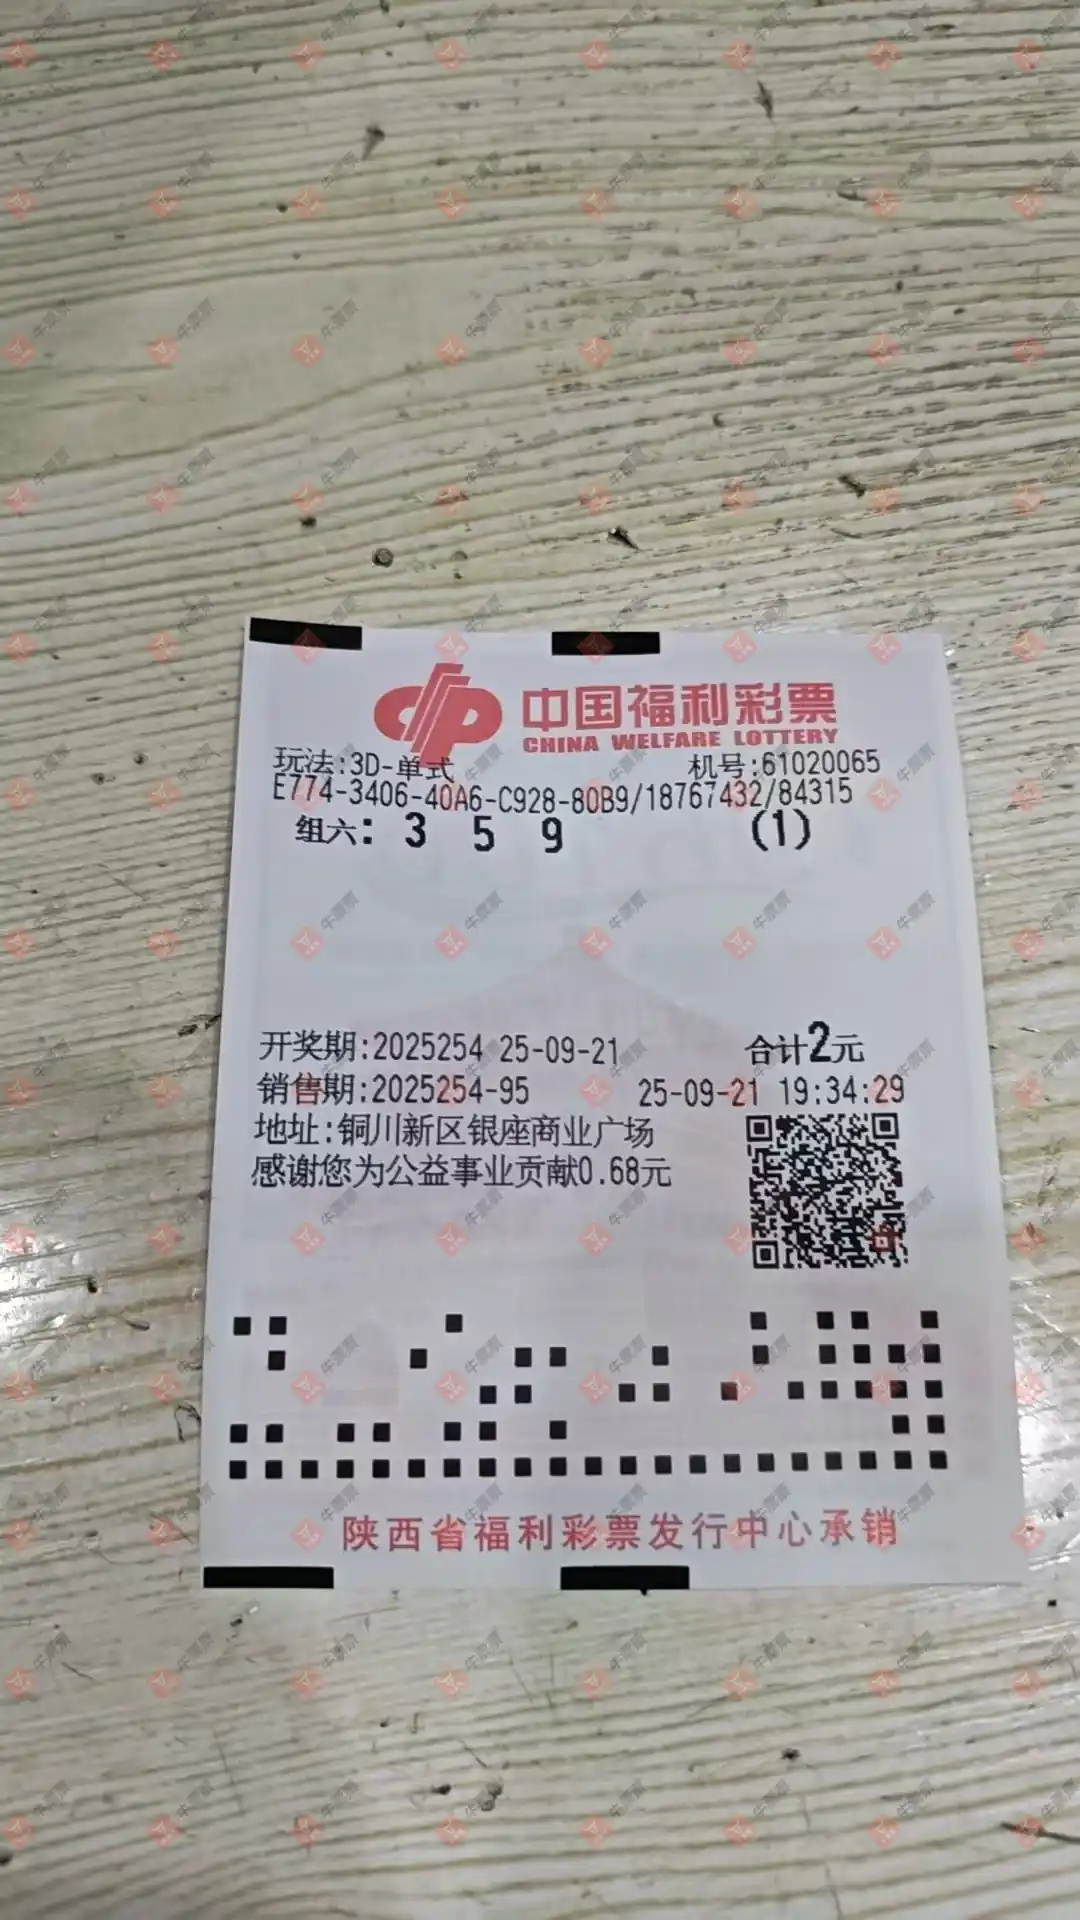 中国福利彩票
CHINA WELFARE LOTTERY
玩法:3D-单式 机号:61020065
E774-3406-40A6-C928-80B9/18767432/84315
组六: 3 5 9 (1)
开奖期:2025254 25-09-21 合计2元
销售期:2025254-95 25-09-21 19:34:29
地址:铜川新区银座商业广场
感谢您为公益事业贡献0.68元
陕西省福利彩票发行中心承销
牛票票